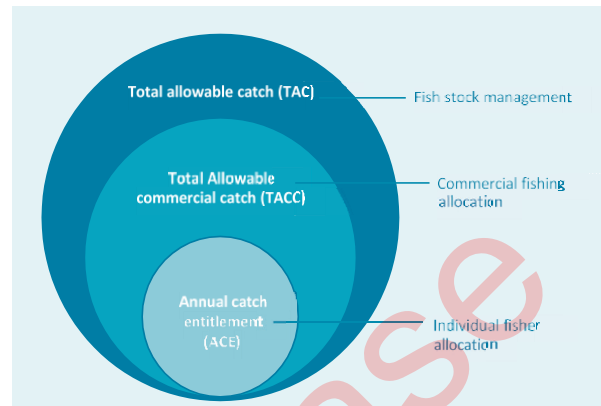 Total allowable catch (TAC)
Fish stock management
Total Allowable
commercial catch (TACC)
Commercial fishing
allocation
Annual catch
entitlement
(ACE)
Individual fisher
allocation